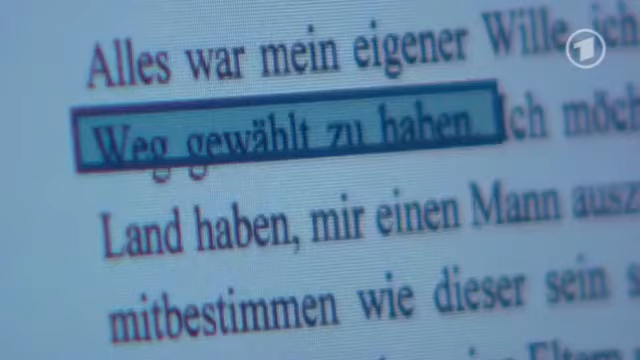 Alles war mein eigener Wille ich
Weg gewählt zu haben. Ich
Land haben, mir einen Mann
mitbestimmen wie dieser sein